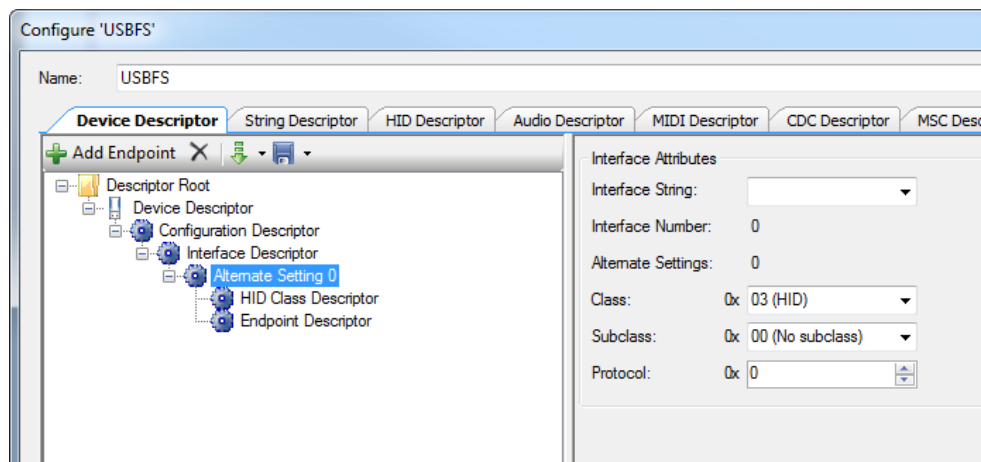 Configure 'USBFS'
Name: USBFS
Device Descriptor String Descriptor HID Descriptor Audio Descriptor MIDI Descriptor CDC Descriptor MSC Desc
Add Endpoint
Descriptor Root
Device Descriptor
Configuration Descriptor
Interface Descriptor
Alternate Setting 0
HID Class Descriptor
Endpoint Descriptor
Interface Attributes
Interface String:
Interface Number: 0
Alternate Settings: 0
Class: 0x 03 (HID)
Subclass: 0x 00 (No subclass)
Protocol: 0x 0